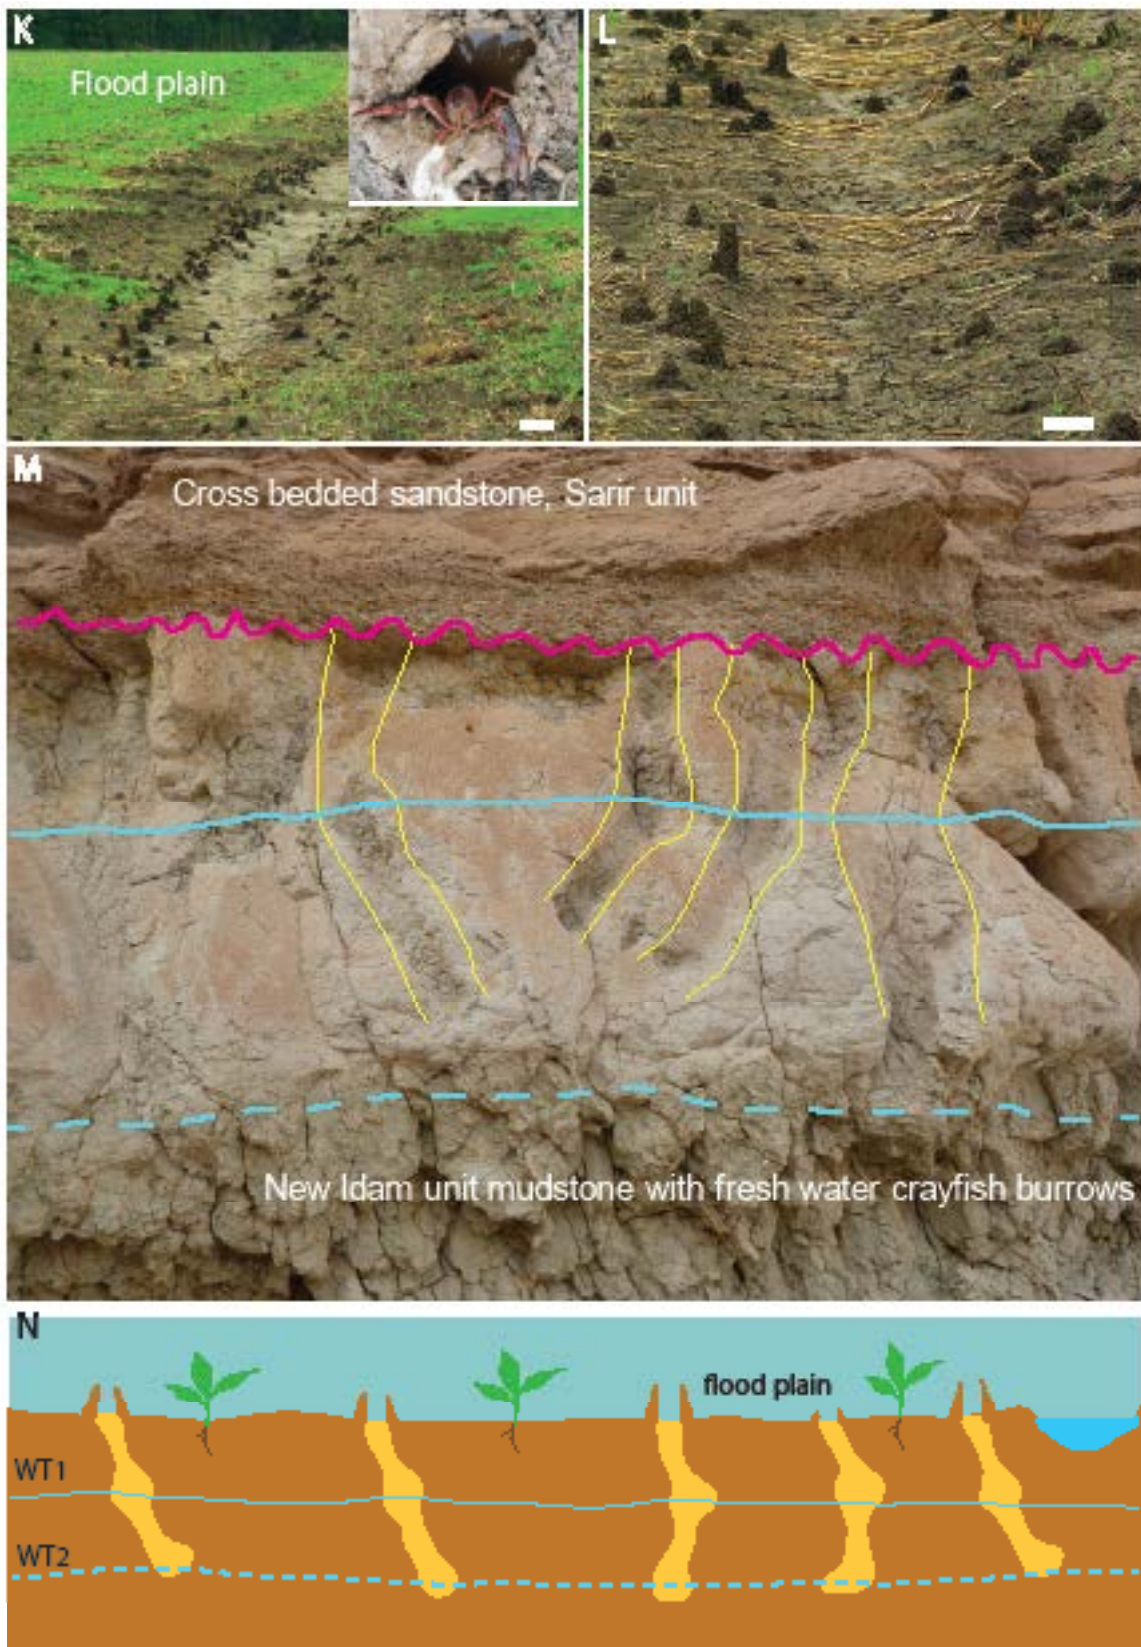 K
Flood plain
L
M
Cross bedded sandstone, Sarir unit
New Idam unit mudstone with fresh water crayfish burrows
N
flood plain
WT1
WT2